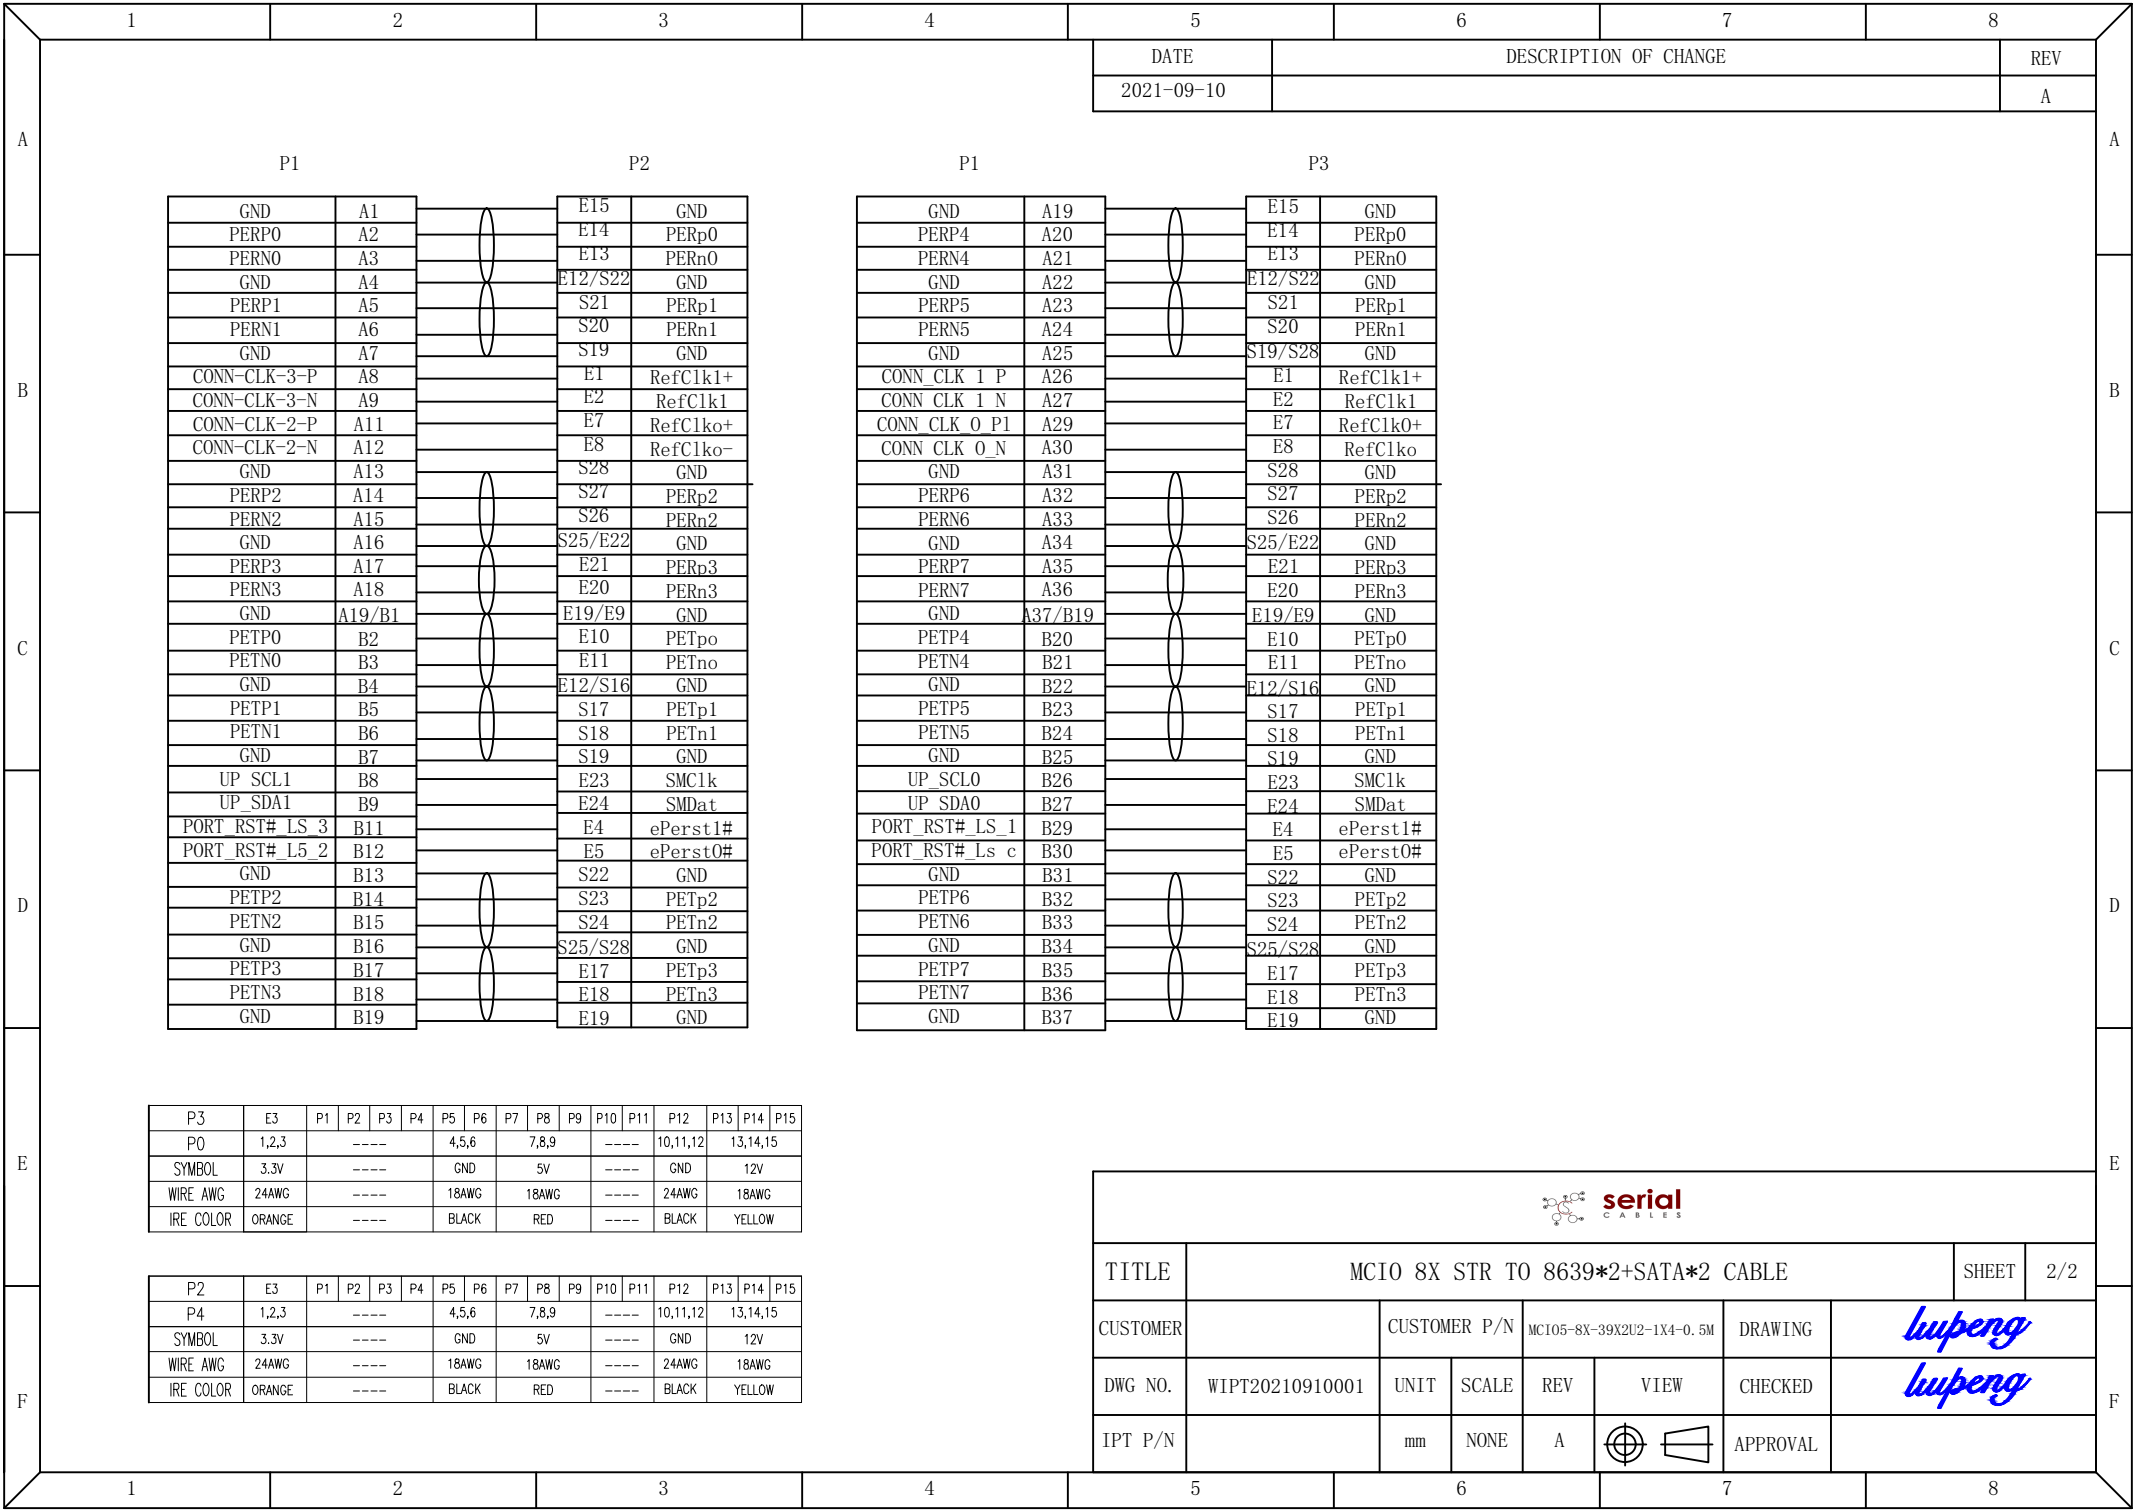 1 2 3 4 5 6 7 8
DATE DESCRIPTION OF CHANGE REV
2021-09-10 A
A A
P1 P2 P1 P3
GND A1 E15 GND GND A19 E15 GND
PERP0 A2 E14 PERp0 PERP4 A20 E14 PERp0
PERN0 A3 E13 PERn0 PERN4 A21 E13 PERn0
GND A4 E12/S22 GND GND A22 E12/S22 GND
PERP1 A5 S21 PERp1 PERP5 A23 S21 PERp1
PERN1 A6 S20 PERn1 PERN5 A24 S20 PERn1
GND A7 S19 GND GND A25 S19/S28 GND
CONN-CLK-3-P A8 E1 RefClk1+ CONN_CLK 1 P A26 E1 RefClk1+
B B
CONN-CLK-3-N A9 E2 RefClk1 CONN CLK 1 N A27 E2 RefClk1
CONN-CLK-2-P A11 E7 RefClko+ CONN_CLK_O_P1 A29 E7 RefClk0+
CONN-CLK-2-N A12 E8 RefClko- CONN CLK O_N A30 E8 RefClko
GND A13 S28 GND GND A31 S28 GND
PERP2 A14 S27 PERp2 PERP6 A32 S27 PERp2
PERN2 A15 S26 PERn2 PERN6 A33 S26 PERn2
GND A16 S25/E22 GND GND A34 S25/E22 GND
PERP3 A17 E21 PERp3 PERP7 A35 E21 PERp3
PERN3 A18 E20 PERn3 PERN7 A36 E20 PERn3
GND A19/B1 E19/E9 GND GND A37/B19 E19/E9 GND
PETP0 B2 E10 PETpo PETP4 B20 E10 PETp0
C C
PETN0 B3 E11 PETno PETN4 B21 E11 PETno
GND B4 E12/S16 GND GND B22 E12/S16 GND
PETP1 B5 S17 PETp1 PETP5 B23 S17 PETp1
PETN1 B6 S18 PETn1 PETN5 B24 S18 PETn1
GND B7 S19 GND GND B25 S19 GND
UP SCL1 B8 E23 SMClk UP_SCL0 B26 E23 SMClk
UP_SDA1 B9 E24 SMDat UP SDA0 B27 E24 SMDat
PORT_RST#_LS_3 B11 E4 ePerst1# PORT_RST#_LS_1 B29 E4 ePerst1#
PORT_RST#_L5_2 B12 E5 ePerst0# PORT_RST#_Ls c B30 E5 ePerst0#
GND B13 S22 GND GND B31 S22 GND
PETP2 B14 S23 PETp2 PETP6 B32 S23 PETp2
D D
PETN2 B15 S24 PETn2 PETN6 B33 S24 PETn2
GND B16 S25/S28 GND GND B34 S25/S28 GND
PETP3 B17 E17 PETp3 PETP7 B35 E17 PETp3
PETN3 B18 E18 PETn3 PETN7 B36 E18 PETn3
GND B19 E19 GND GND B37 E19 GND
P3 E3 P1 P2 P3 P4 P5 P6 P7 P8 P9 P10 P11 P12 P13 P14 P15
P0 1,2,3 ---- 4,5,6 7,8,9 ---- 10,11,12 13,14,15
E E
SYMBOL 3.3V ---- GND 5V ---- GND 12V
WIRE AWG 24AWG ---- 18AWG 18AWG ---- 24AWG 18AWG
IRE COLOR ORANGE ---- BLACK RED ---- BLACK YELLOW
P2 E3 P1 P2 P3 P4 P5 P6 P7 P8 P9 P10 P11 P12 P13 P14 P15
P4 1,2,3 ---- 4,5,6 7,8,9 ---- 10,11,12 13,14,15
SYMBOL 3.3V ---- GND 5V ---- GND 12V
WIRE AWG 24AWG ---- 18AWG 18AWG ---- 24AWG 18AWG
IRE COLOR ORANGE ---- BLACK RED ---- BLACK YELLOW
serial
CABLES
TITLE MCIO 8X STR TO 8639*2+SATA*2 CABLE SHEET 2/2
CUSTOMER CUSTOMER P/N MCIO5-8X-39X2U2-1X4-0.5M DRAWING liupeng
DWG NO. WIPT20210910001 UNIT SCALE REV VIEW CHECKED liupeng
F F
IPT P/N mm NONE A APPROVAL
1 2 3 4 5 6 7 8